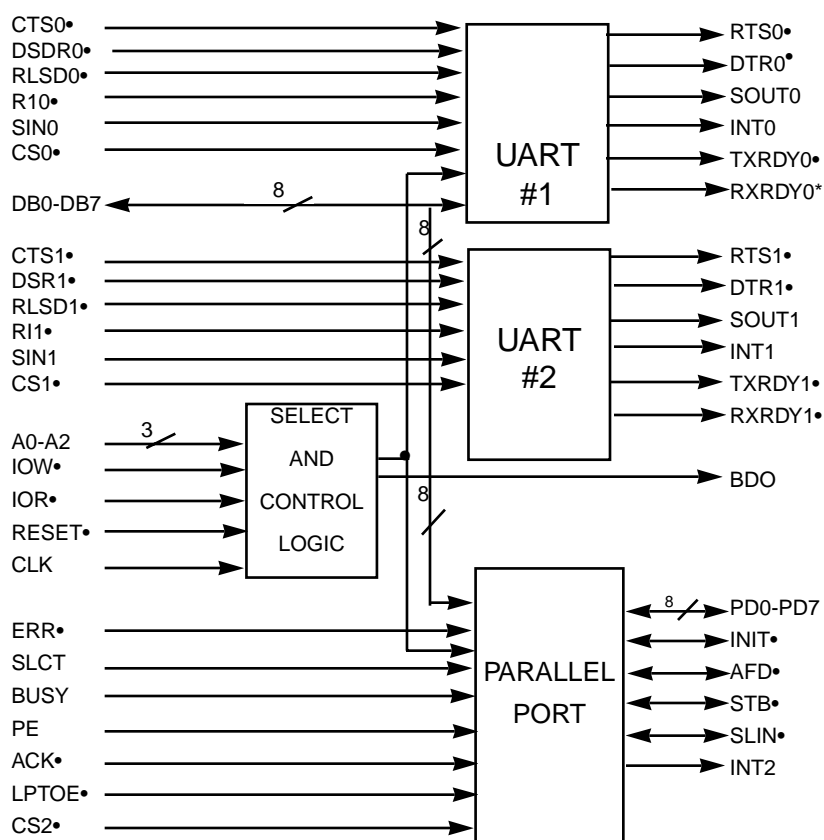 CTS0•
DSDR0•
RLSD0•
R10•
SIN0
CS0•
DB0-DB7
8
8
UART
#1
RTS0•
DTR0•
SOUT0
INT0
TXRDY0•
RXRDY0*
CTS1•
DSR1•
RLSD1•
RI1•
SIN1
CS1•
UART
#2
RTS1•
DTR1•
SOUT1
INT1
TXRDY1•
RXRDY1•
A0-A2
3
IOW•
IOR•
RESET•
CLK
SELECT
AND
CONTROL
LOGIC
8
BDO
ERR•
SLCT
BUSY
PE
ACK•
LPTOE•
CS2•
PARALLEL
PORT
8
PD0-PD7
INIT•
AFD•
STB•
SLIN•
INT2